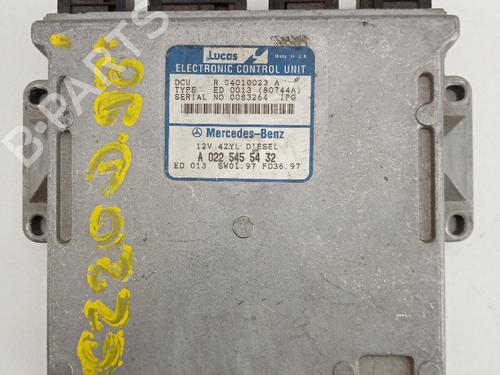 Lucas
Made in U.K.
ELECTRONIC CONTROL UNIT
DCU R 04010023 A
TYPE ED 0013 (80744A)
SERIAL NO 0083264 IPG
Mercedes-Benz
12V 4ZYL DIESEL
A 022 545 54 32
ED 013 SW01.97 FD36.97
B-PARTS